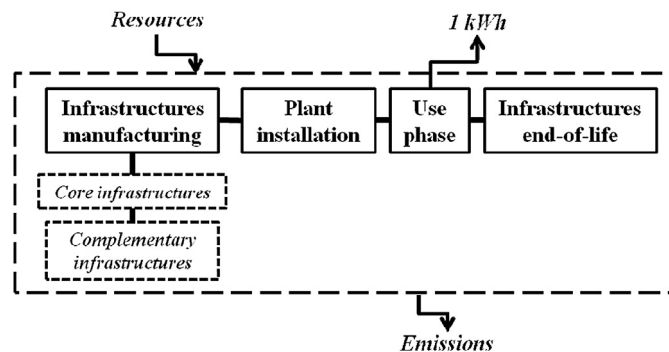 Resources
1 kWh
Infrastructures
manufacturing
Plant
installation
Use
phase
Infrastructures
end-of-life
Core infrastructures
Complementary
infrastructures
Emissions